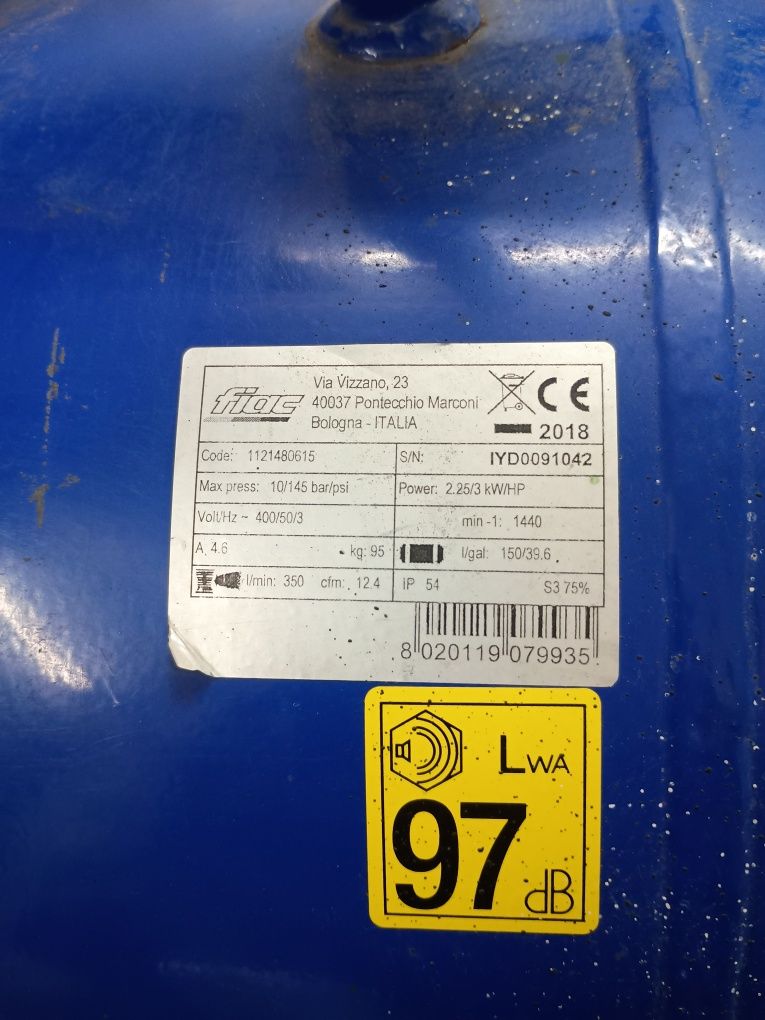 fiac
Via Vizzano, 23
40037 Pontecchio Marconi
Bologna - ITALIA
CE
2018
Code: 1121480615 S/N: IYD0091042
Max press: 10/145 bar/psi Power: 2.25/3 kW/HP
Volt/Hz ~ 400/50/3 min -1: 1440
A, 4.6 kg: 95 l/gal: 150/39.6
l/min: 350 cfm: 12.4 IP 54 S3 75%
8 020119 079935
LWA
97 dB